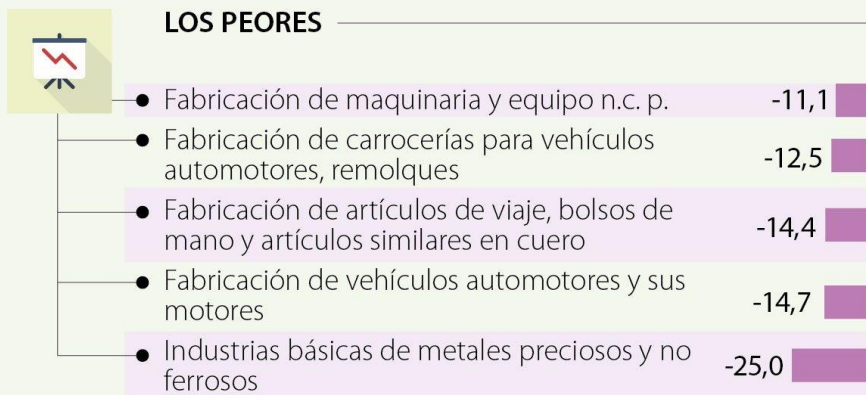 LOS PEORES
Fabricación de maquinaria y equipo n.c. p. -11,1
Fabricación de carrocerías para vehículos
automotores, remolques -12,5
Fabricación de artículos de viaje, bolsos de
mano y artículos similares en cuero -14,4
Fabricación de vehículos automotores y sus
motores -14,7
Industrias básicas de metales preciosos y no
ferrosos -25,0